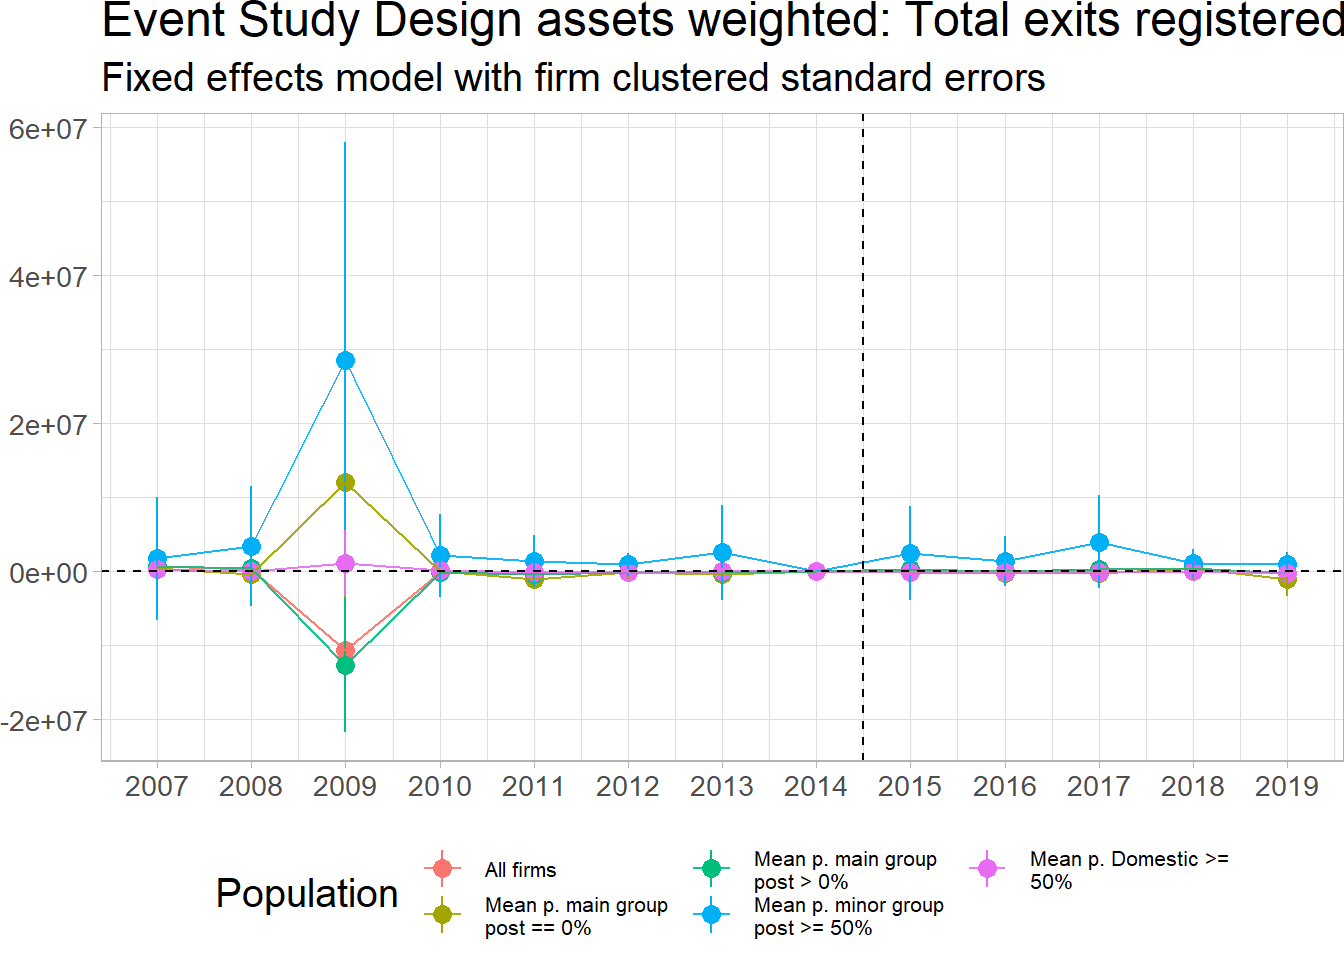 Event Study Design assets weighted: Total exits registered
Fixed effects model with firm clustered standard errors
6e+07
4e+07
2e+07
0e+00
-2e+07
2007 2008 2009 2010 2011 2012 2013 2014 2015 2016 2017 2018 2019
Population
All firms
Mean p. main group
post == 0%
Mean p. main group
post > 0%
Mean p. minor group
post >= 50%
Mean p. Domestic >=
50%